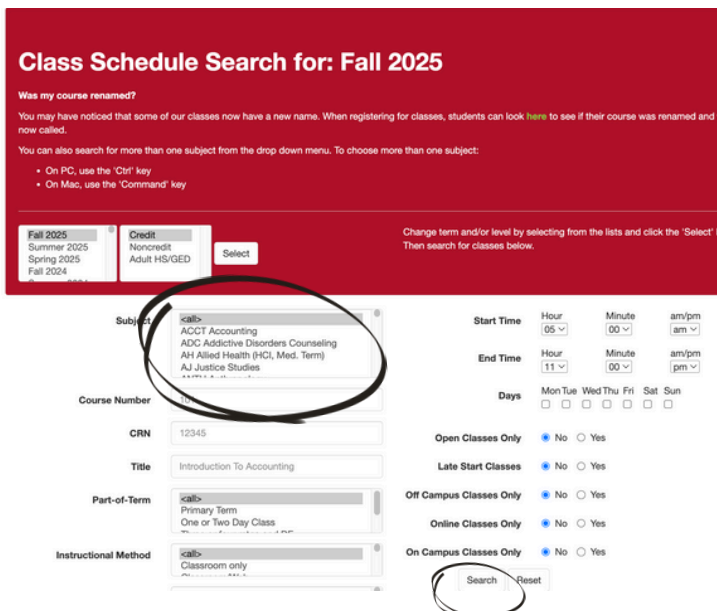 Class Schedule Search for: Fall 2025
Was my course renamed?
You may have noticed that some of our classes now have a new name. When registering for classes, students can look here to see if their course was renamed and
now called.
You can also search for more than one subject from the drop down menu. To choose more than one subject:
• On PC, use the 'Ctrl' key
• On Mac, use the 'Command' key
Fall 2025
Summer 2025
Spring 2025
Fall 2024
Credit
Noncredit
Adult HS/GED
Select
Change term and/or level by selecting from the lists and click the 'Select'
Then search for classes below.
Subject
<all>
ACCT Accounting
ADC Addictive Disorders Counseling
AH Allied Health (HCI, Med. Term)
AJ Justice Studies
Course Number
CRN
12345
Title
Introduction To Accounting
Part-of-Term
<all>
Primary Term
One or Two Day Class
Instructional Method
<all>
Classroom only
Start Time
Hour Minute am/pm
05 00 am
End Time
Hour Minute am/pm
11 00 pm
Days
Mon Tue Wed Thu Fri Sat Sun
Open Classes Only No Yes
Late Start Classes No Yes
Off Campus Classes Only No Yes
Online Classes Only No Yes
On Campus Classes Only No Yes
Search Reset